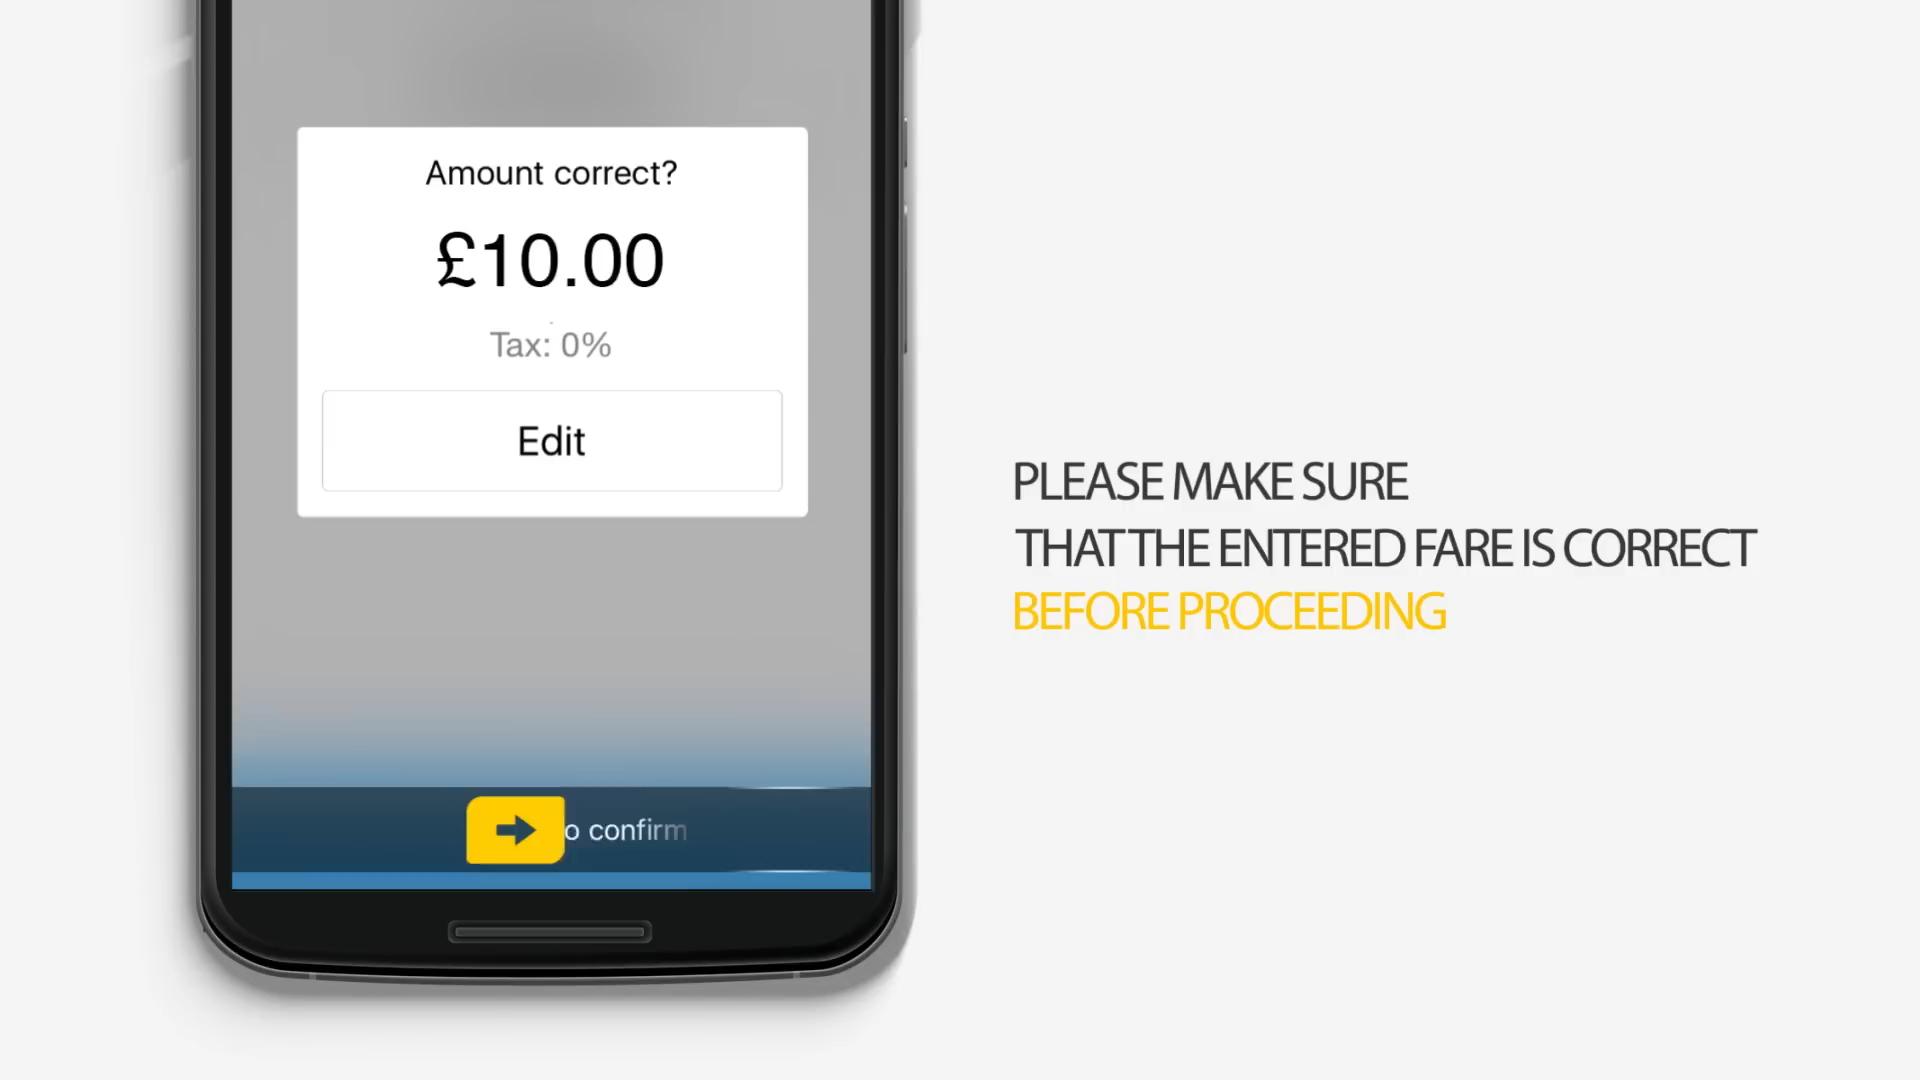 Amount correct?
£10.00
Tax: 0%
Edit
o confirm
PLEASE MAKE SURE
THAT THE ENTERED FARE IS CORRECT
BEFORE PROCEEDING